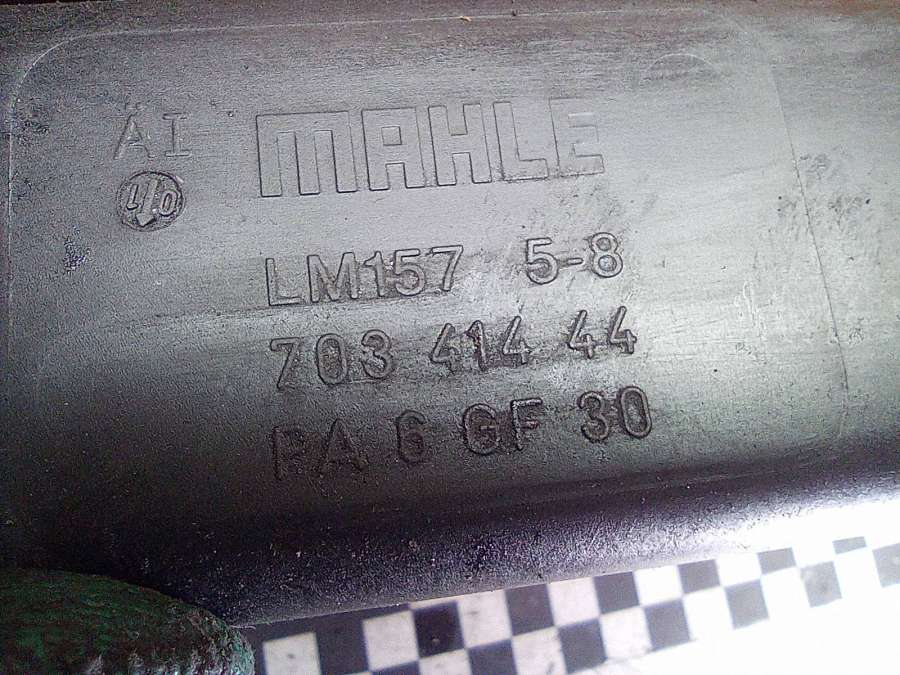 AI MAHLE
LM157 5-8
703 414 44
PA 6 GF 30